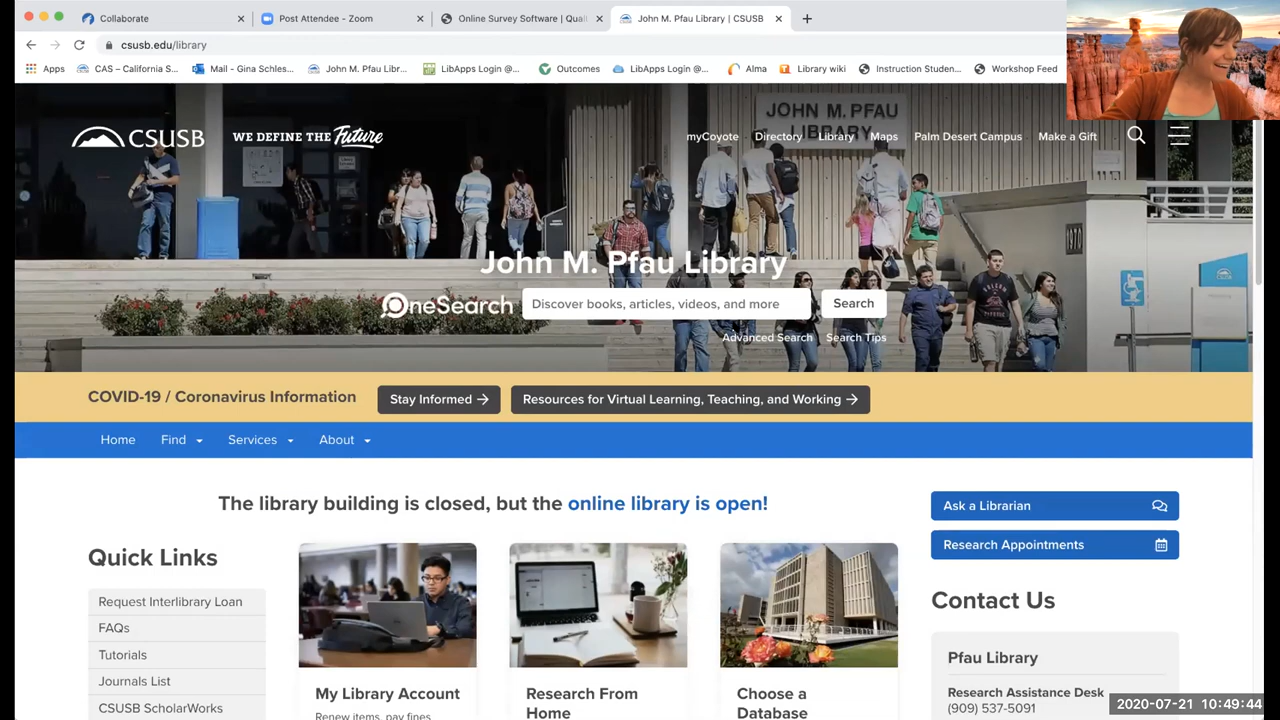 Collaborate
Post Attendee - Zoom
Online Survey Software | Qual
John M. Pfau Library | CSUSB
csusb.edu/library
Apps
CAS – California S...
Mail - Gina Schles...
John M. Pfau Libr...
LibApps Login @...
Outcomes
LibApps Login @...
Alma
Library wiki
Instruction Studen...
Workshop Feed
JOHN M. PFAU
CSUSB
WE DEFINE THE Future
myCoyote
Directory
Library
Maps
Palm Desert Campus
Make a Gift
1970
John M. Pfau Library
OneSearch
Discover books, articles, videos, and more
Search
Advanced Search
Search Tips
COVID-19 / Coronavirus Information
Stay Informed →
Resources for Virtual Learning, Teaching, and Working →
Home
Find
Services
About
The library building is closed, but the online library is open!
Ask a Librarian
Research Appointments
Quick Links
Request Interlibrary Loan
FAQs
Tutorials
Journals List
CSUSB ScholarWorks
My Library Account
Renew items, pay fines
Research From
Home
Choose a
Database
Contact Us
Pfau Library
Research Assistance Desk
(909) 537-5091
2020-07-21 10:49:44